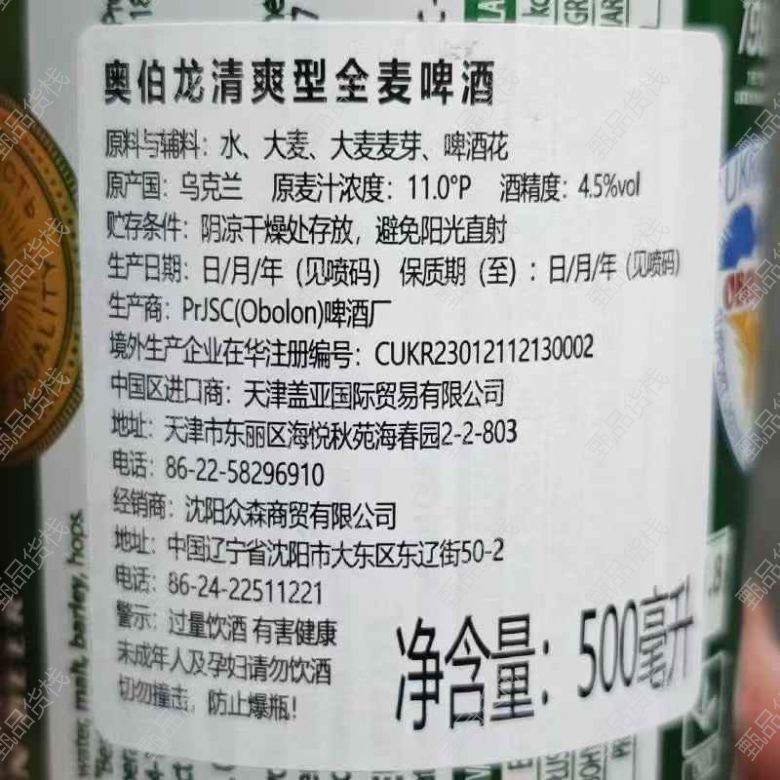 奥伯龙清爽型全麦啤酒
原料与辅料：水、大麦、大麦麦芽、啤酒花
原产国：乌克兰 原麦汁浓度：11.0°P 酒精度：4.5%vol
贮存条件：阴凉干燥处存放，避免阳光直射
生产日期：日/月/年（见喷码） 保质期（至）：日/月/年（见喷码）
生产商：PrJSC(Obolon)啤酒厂
境外生产企业在华注册编号：CUKR23012112130002
中国区进口商：天津盖亚国际贸易有限公司
地址：天津市东丽区海悦秋苑海春园2-2-803
电话：86-22-58296910
经销商：沈阳众森商贸有限公司
地址：中国辽宁省沈阳市大东区东辽街50-2
电话：86-24-22511221
警示：过量饮酒 有害健康
未成年人及孕妇请勿饮酒
切勿撞击，防止爆瓶！
净含量：500毫升
water, malt, barley, hops.
QUALITY
甄品货栈